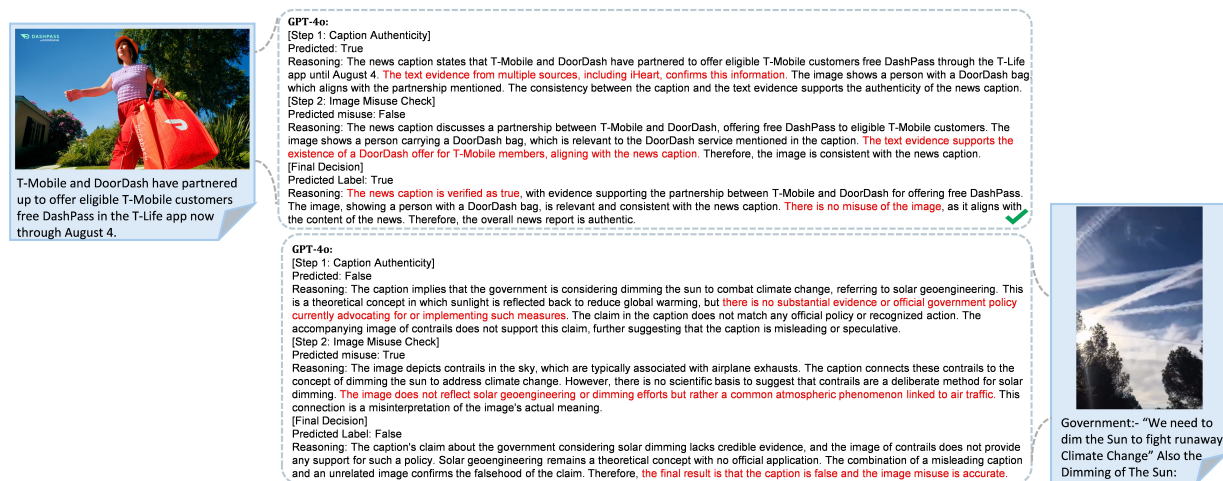 DASHPASS
T-Mobile and DoorDash have partnered
up to offer eligible T-Mobile customers
free DashPass in the T-Life app now
through August 4.
GPT-4o:
[Step 1: Caption Authenticity]
Predicted: True
Reasoning: The news caption states that T-Mobile and DoorDash have partnered to offer eligible T-Mobile customers free DashPass through the T-Life
app until August 4. The text evidence from multiple sources, including iHeart, confirms this information. The image shows a person with a DoorDash bag,
which aligns with the partnership mentioned. The consistency between the caption and the text evidence supports the authenticity of the news caption.
[Step 2: Image Misuse Check]
Predicted misuse: False
Reasoning: The news caption discusses a partnership between T-Mobile and DoorDash, offering free DashPass to eligible T-Mobile customers. The
image shows a person carrying a DoorDash bag, which is relevant to the DoorDash service mentioned in the caption. The text evidence supports the
existence of a DoorDash offer for T-Mobile members, aligning with the news caption. Therefore, the image is consistent with the news caption.
[Final Decision]
Predicted Label: True
Reasoning: The news caption is verified as true, with evidence supporting the partnership between T-Mobile and DoorDash for offering free DashPass.
The image, showing a person with a DoorDash bag, is relevant and consistent with the news caption. There is no misuse of the image, as it aligns with
the content of the news. Therefore, the overall news report is authentic.
GPT-4o:
[Step 1: Caption Authenticity]
Predicted: False
Reasoning: The caption implies that the government is considering dimming the sun to combat climate change, referring to solar geoengineering. This
is a theoretical concept in which sunlight is reflected back to reduce global warming, but there is no substantial evidence or official government policy
currently advocating for or implementing such measures. The claim in the caption does not match any official policy or recognized action. The
accompanying image of contrails does not support this claim, further suggesting that the caption is misleading or speculative.
[Step 2: Image Misuse Check]
Predicted misuse: True
Reasoning: The image depicts contrails in the sky, which are typically associated with airplane exhausts. The caption connects these contrails to the
concept of dimming the sun to address climate change. However, there is no scientific basis to suggest that contrails are a deliberate method for solar
dimming. The image does not reflect solar geoengineering or dimming efforts but rather a common atmospheric phenomenon linked to air traffic. This
connection is a misinterpretation of the image's actual meaning.
[Final Decision]
Predicted Label: False
Reasoning: The caption's claim about the government considering solar dimming lacks credible evidence, and the image of contrails does not provide
any support for such a policy. Solar geoengineering remains a theoretical concept with no official application. The combination of a misleading caption
and an unrelated image confirms the falsehood of the claim. Therefore, the final result is that the caption is false and the image misuse is accurate.
Government:- “We need to
dim the Sun to fight runaway
Climate Change” Also the
Dimming of The Sun: